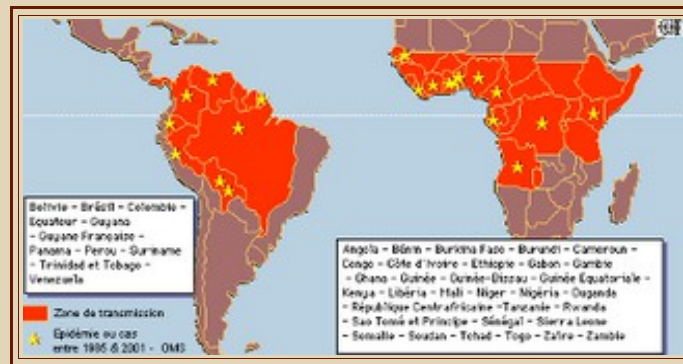 Bolivie - Brésil - Colombie -
Equateur - Guyana
- Guyane Française -
Panama - Perou - Suriname
- Trinidad et Tobago -
Venezuela
Angola - Bénin - Burkina Faso - Burundi - Cameroun -
Congo - Côte d'Ivoire - Ethiopie - Gabon - Gambie
- Ghana - Guinée - Guinée-Bissau - Guinée Equatoriale -
Kenya - Libéria - Mali - Niger - Nigéria - Ouganda
- République Centrafricaine - Tanzanie - Rwanda
- Sao Tomé et Principe - Sénégal - Sierra Leone
- Somalie - Soudan - Tchad - Togo - Zaïre - Zambie
Zone de transmission
Epidémie ou cas
entre 1985 & 2001 - OMS